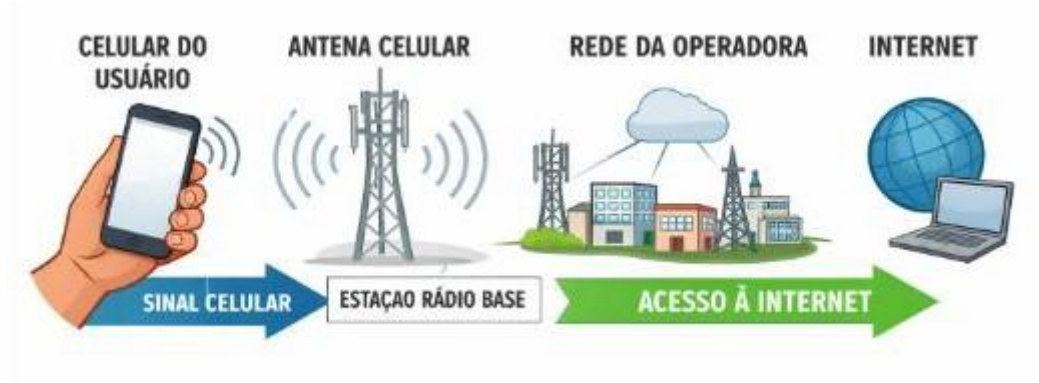 CELULAR DO
USUÁRIO
ANTENA CELULAR
REDE DA OPERADORA
INTERNET
SINAL CELULAR
ESTAÇAO RÁDIO BASE
ACESSO À INTERNET